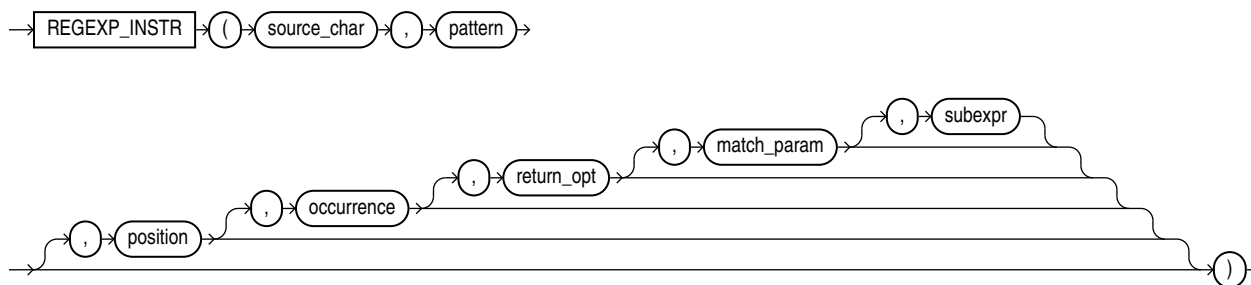 REGEXP_INSTR ( source_char , pattern
, subexpr
, match_param
, return_opt
, occurrence
, position
)